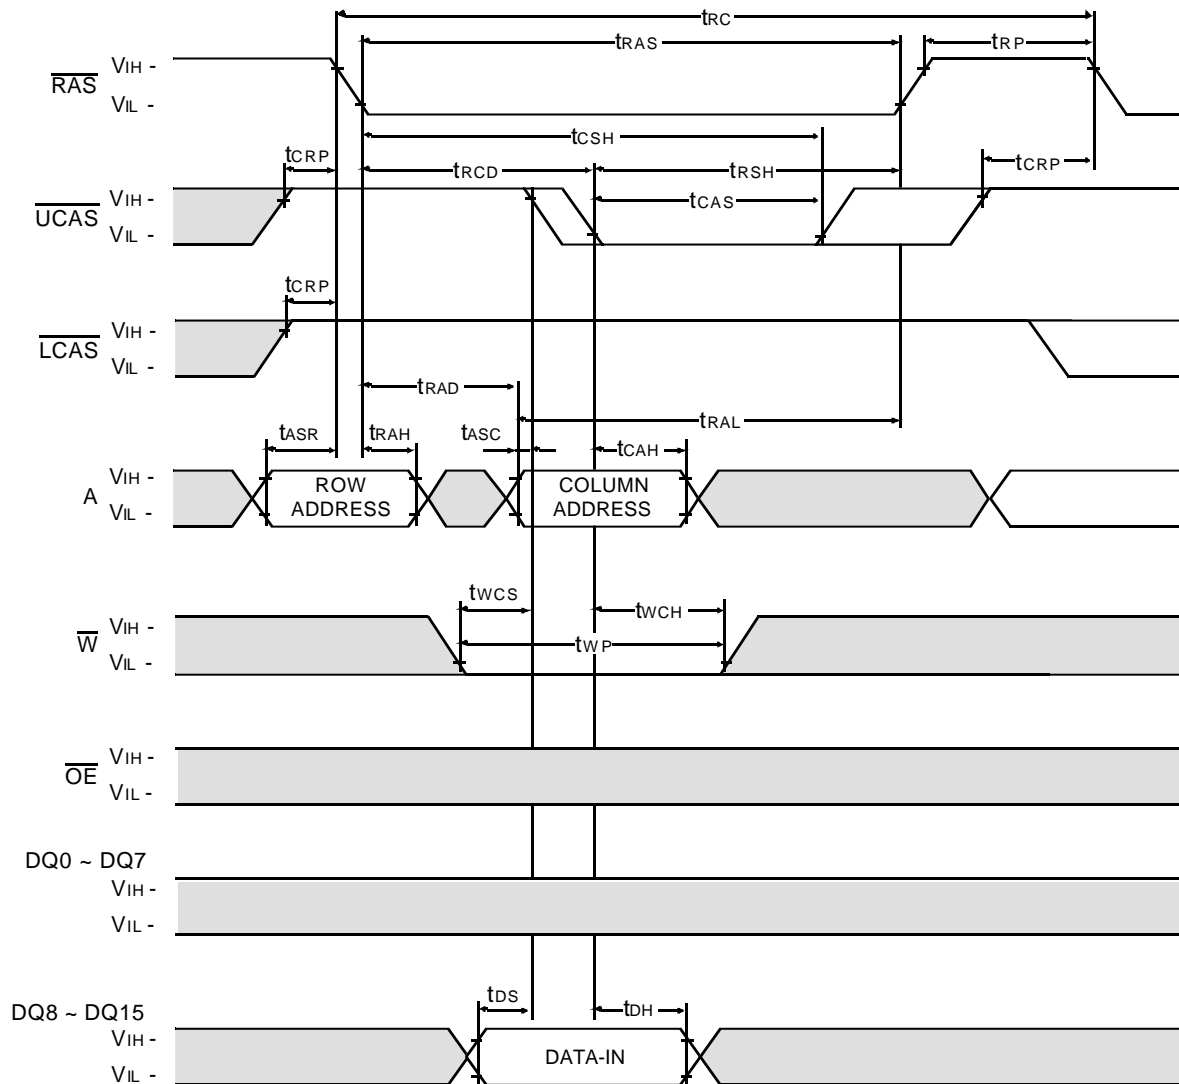 tRC
tRAS
tRP
RAS
VIH -
VIL -
tCSH
tCRP
tRCD
tRSH
tCRP
UCAS
VIH -
VIL -
tCAS
tCRP
LCAS
VIH -
VIL -
tRAD
tRAL
tASR
tRAH
tASC
tCAH
A
VIH -
VIL -
ROW
ADDRESS
COLUMN
ADDRESS
tWCS
tWCH
W
VIH -
VIL -
tWP
OE
VIH -
VIL -
DQ0 ~ DQ7
VIH -
VIL -
tDS
tDH
DQ8 ~ DQ15
VIH -
VIL -
DATA-IN